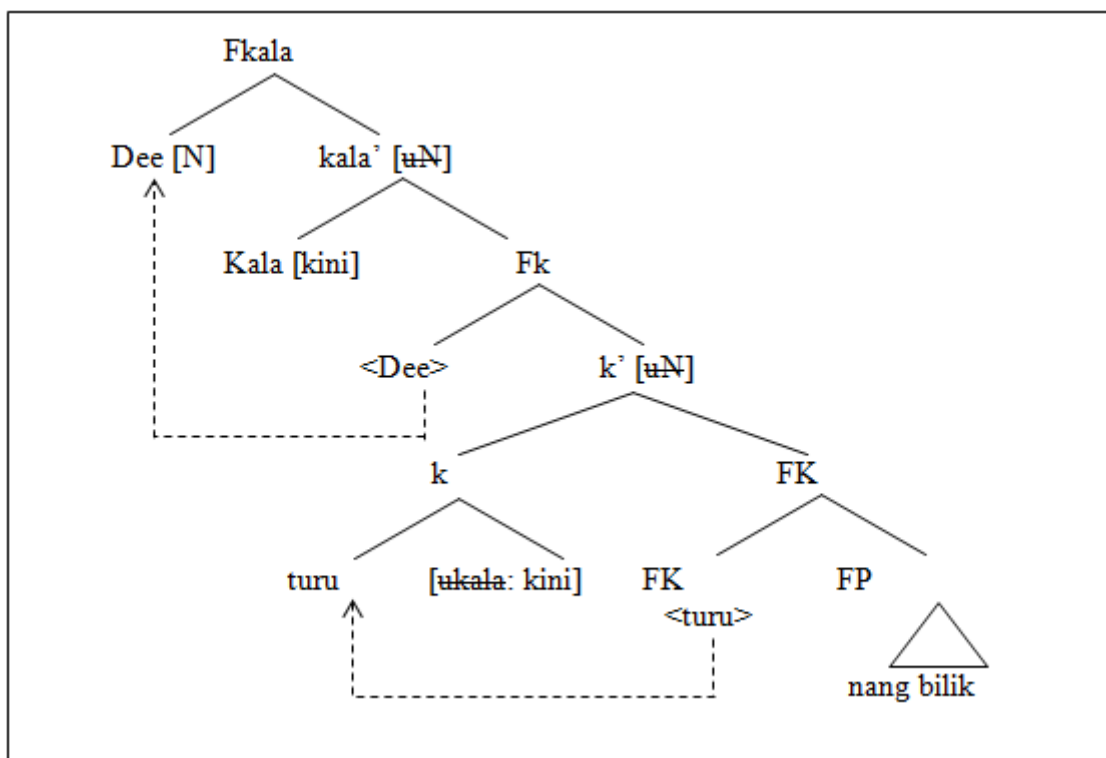 Fkala
Dee [N] kala’ [uN]
Kala [kini] Fk
<Dee> k’ [uN]
k FK
turu [ukala: kini] FK FP
<turu>
nang bilik